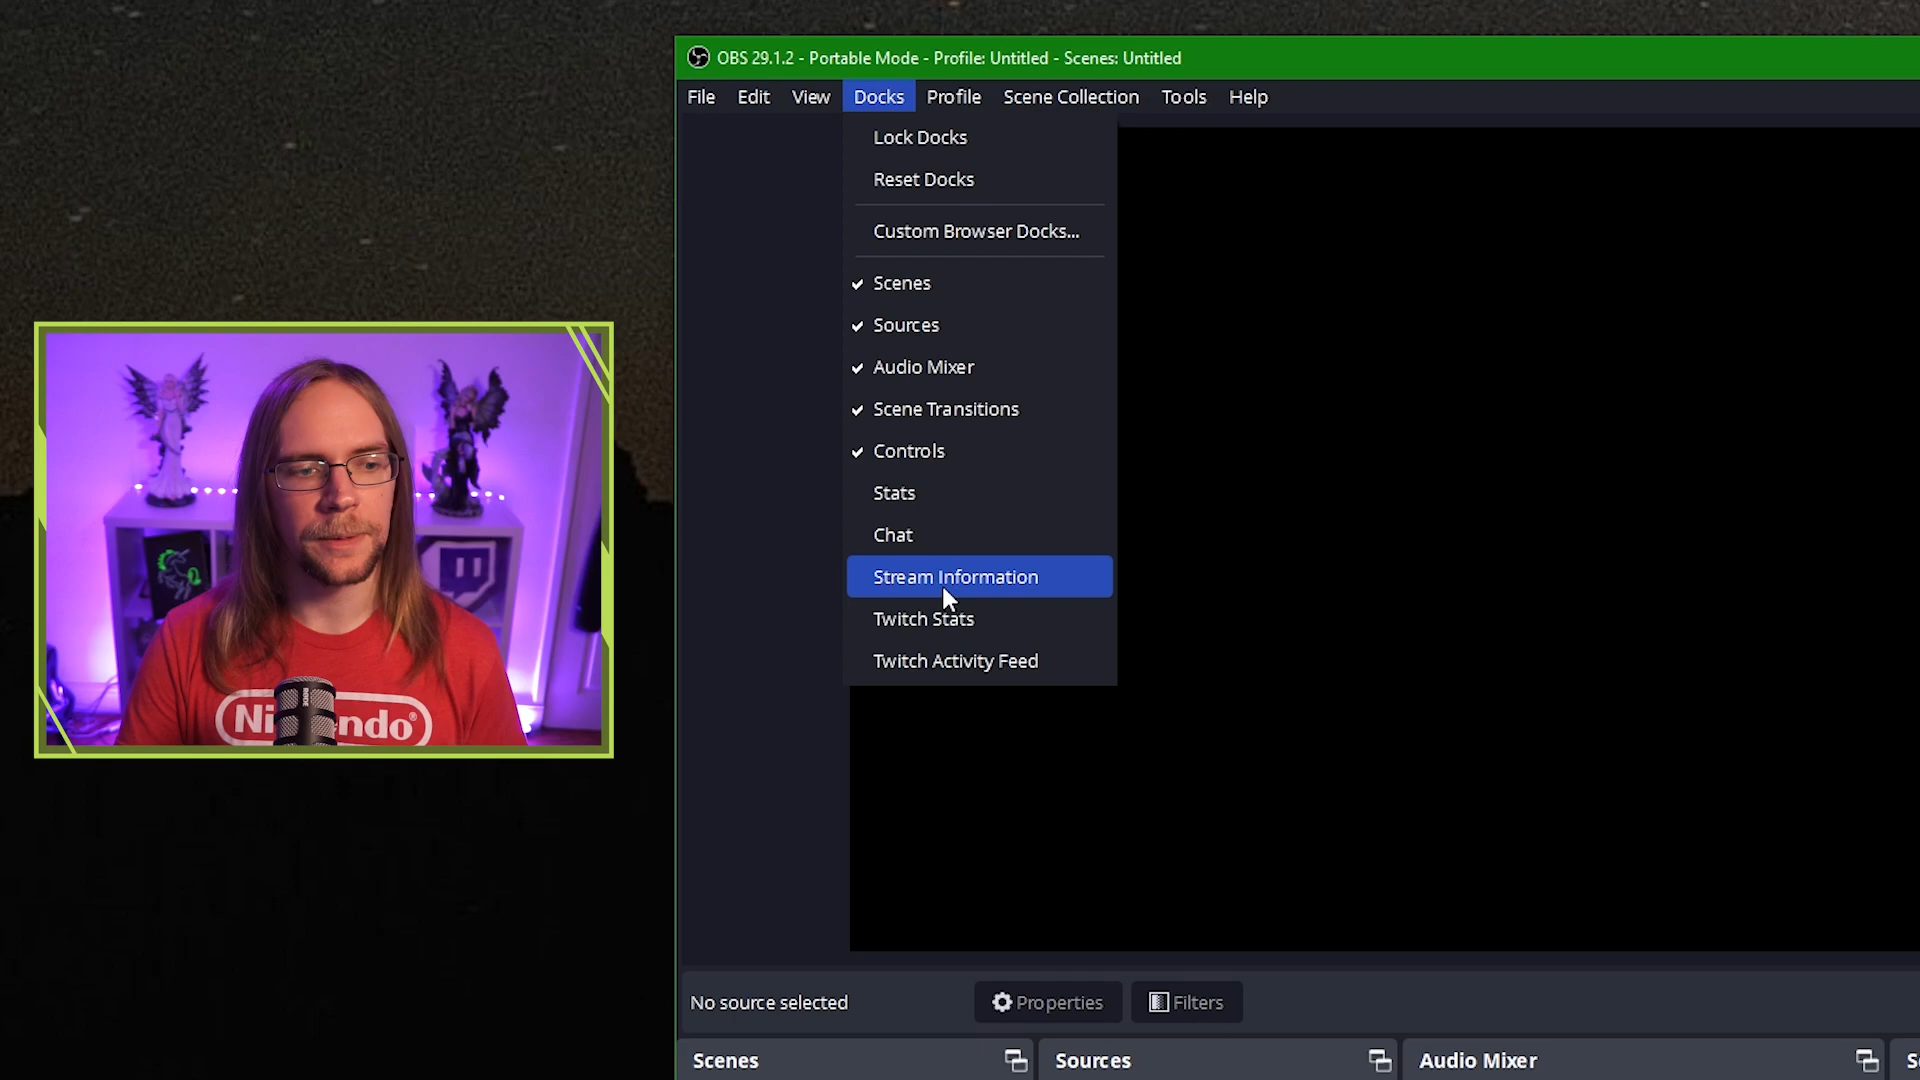 OBS 29.1.2 - Portable Mode - Profile: Untitled - Scenes: Untitled
File Edit View Docks Profile Scene Collection Tools Help
Lock Docks
Reset Docks
Custom Browser Docks...
Scenes
Sources
Audio Mixer
Scene Transitions
Controls
Stats
Chat
Stream Information
Twitch Stats
Twitch Activity Feed
No source selected
Properties
Filters
Scenes
Sources
Audio Mixer